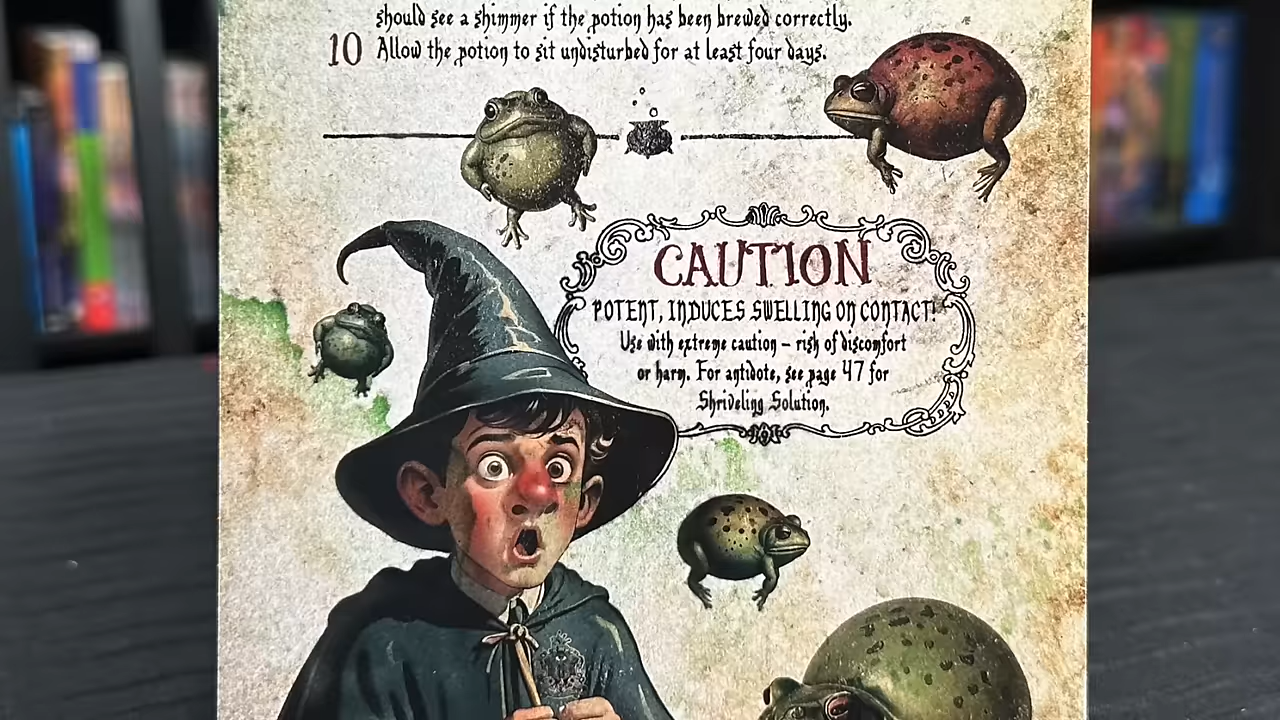 should see a shimmer if the potion has been brewed correctly.
10 Allow the potion to sit undisturbed for at least four days.
CAUTION
POTENT, INDUCES SWELLING ON CONTACT!
Use with extreme caution – risk of discomfort
or harm. For antidote, see page 47 for
Shriveling Solution.